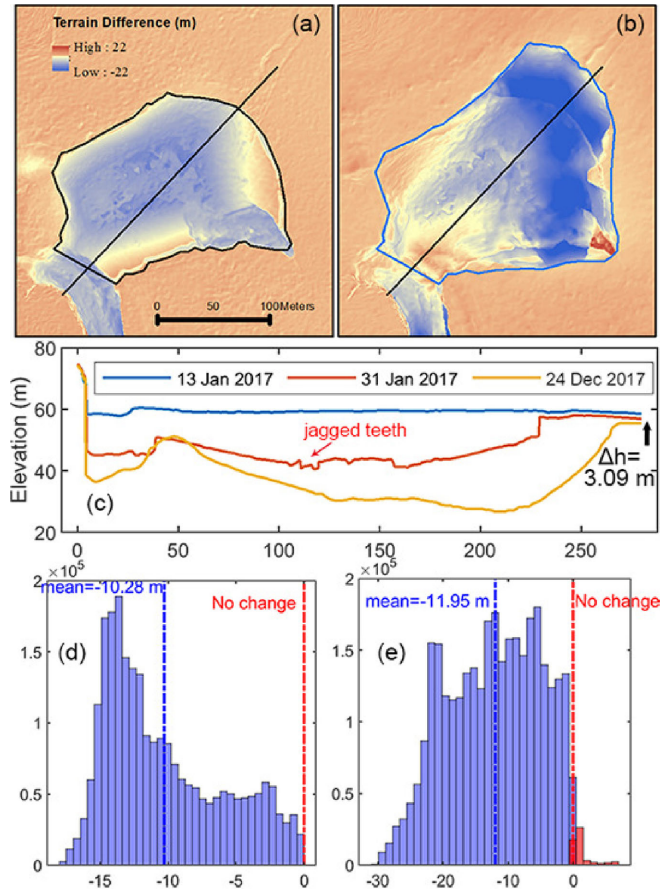 Terrain Difference (m)
High : 22
Low : -22
(a)
(b)
0 50 100Meters
80
60
40
20
Elevation (m)
13 Jan 2017 31 Jan 2017 24 Dec 2017
jagged teeth
Δh=
3.09 m
(c)
0 50 100 150 200 250
×10⁵
mean=-10.28 m
No change
(d)
2
1.5
1
0.5
0
-15 -10 -5 0
×10⁵
mean=-11.95 m
No change
(e)
2
1.5
1
0.5
0
-30 -20 -10 0